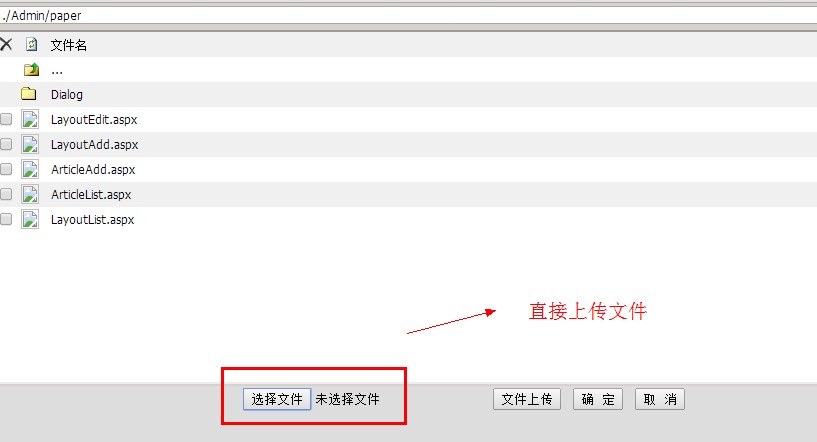 ./Admin/paper
文件名
...
Dialog
LayoutEdit.aspx
LayoutAdd.aspx
ArticleAdd.aspx
ArticleList.aspx
LayoutList.aspx
直接上传文件
选择文件 未选择文件 文件上传 确 定 取 消